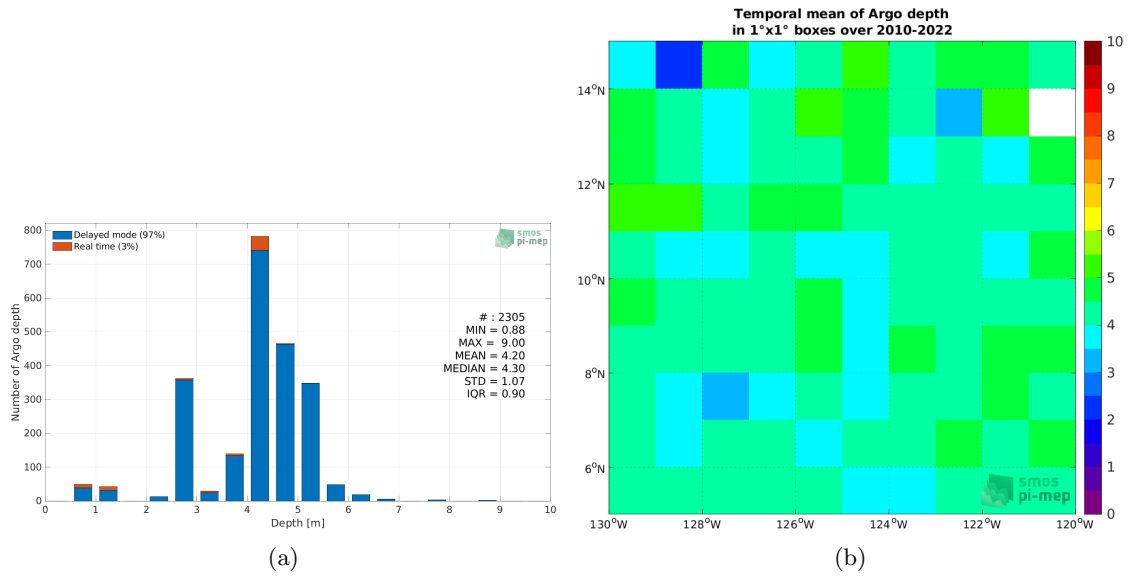 Temporal mean of Argo depth
in 1°x1° boxes over 2010-2022
Delayed mode (97%)
Real time (3%)
smos
pi-mep
# : 2305
MIN = 0.88
MAX = 9.00
MEAN = 4.20
MEDIAN = 4.30
STD = 1.07
IQR = 0.90
Number of Argo depth
800
700
600
500
400
300
200
100
0
0 1 2 3 4 5 6 7 8 9 10
Depth [m]
(a)
14°N
12°N
10°N
8°N
6°N
130°W 128°W 126°W 124°W 122°W 120°W
smos
pi-mep
10
9
8
7
6
5
4
3
2
1
0
(b)